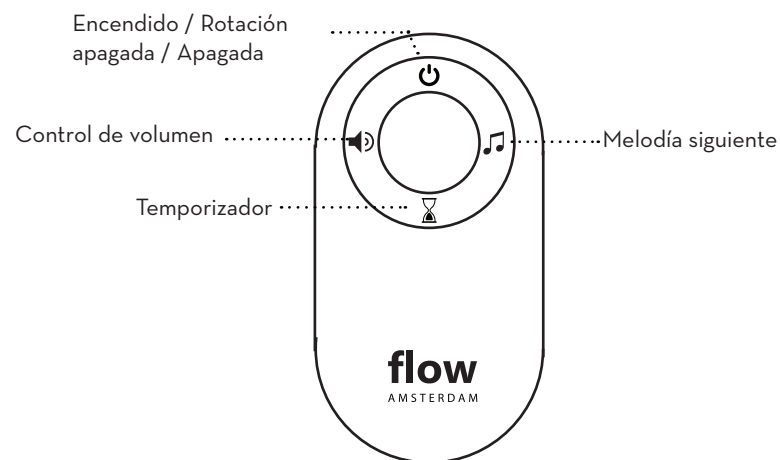 Encendido / Rotación
apagada / Apagada
Control de volumen
Melodía siguiente
Temporizador
flow
AMSTERDAM